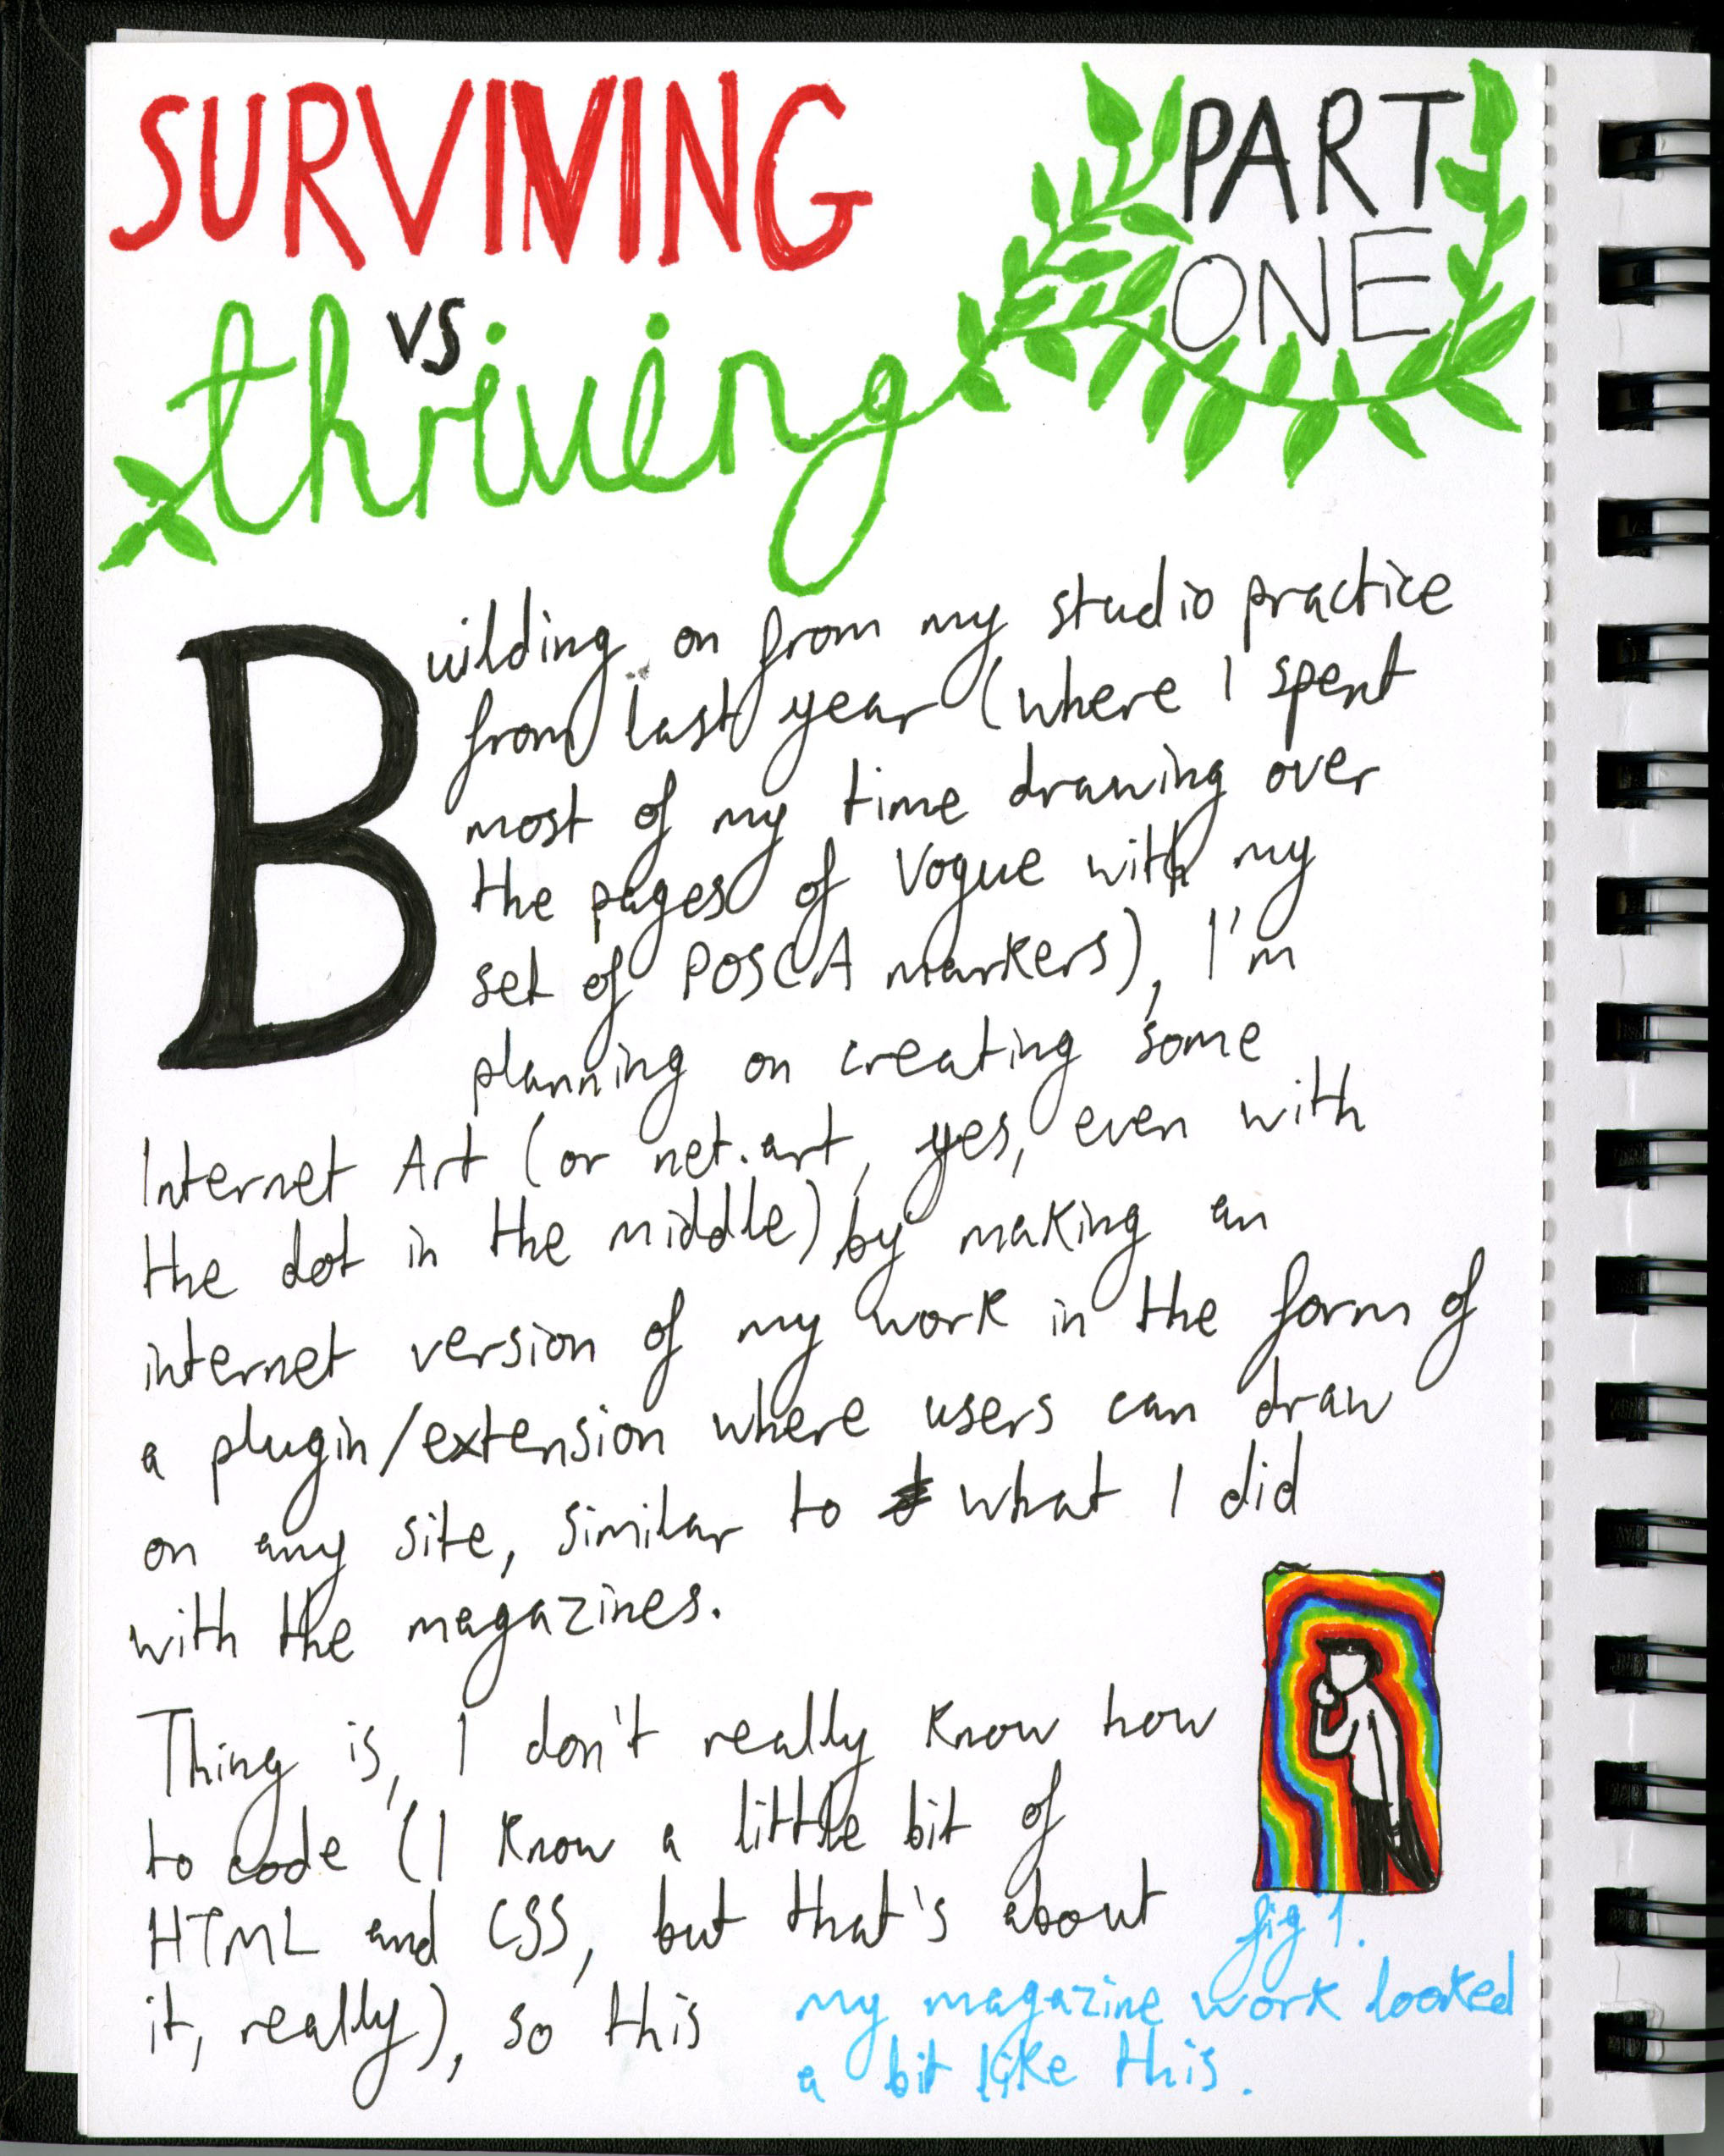 SURVIVING
vs
thriving
PART
ONE
Building on from my studio practice
from last year (where I spent
most of my time drawing over
the pages of Vogue with my
set of POSCA markers), I'm
planning on creating some
Internet Art (or net.art, yes, even with
the dot in the middle) by making an
internet version of my work in the form of
a plugin/extension where users can draw
on any site, similar to what I did
with the magazines.
Thing is, I don't really know how
to code (I know a little bit of
HTML and CSS, but that's about
it, really), so this
fig 1.
my magazine work looked
a bit like this.